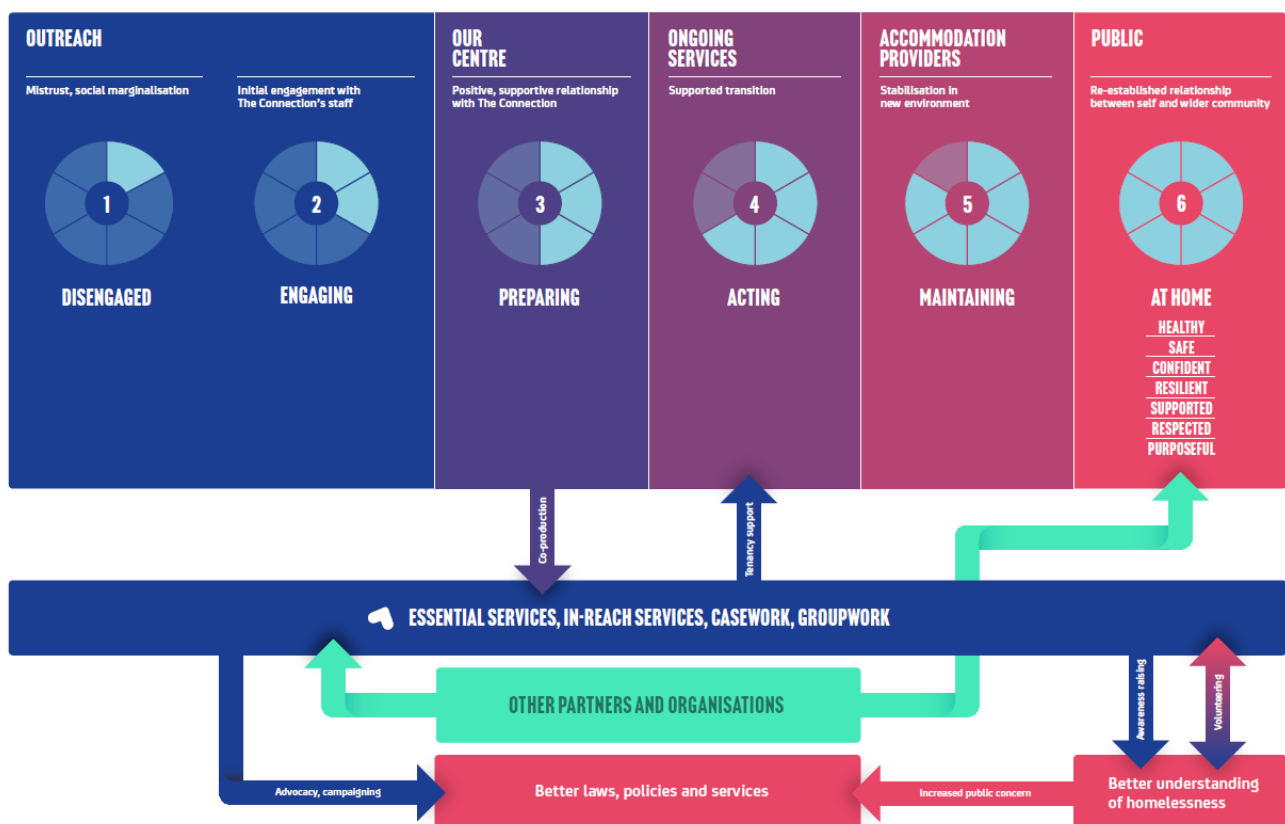 OUTREACH
Mistrust, social marginalisation
Initial engagement with
The Connection's staff
1
DISENGAGED
2
ENGAGING
OUR
CENTRE
Positive, supportive relationship
with The Connection
3
PREPARING
ONGOING
SERVICES
Supported transition
4
ACTING
ACCOMMODATION
PROVIDERS
Stabilisation in
new environment
5
MAINTAINING
PUBLIC
Re-established relationship
between self and wider community
6
AT HOME
HEALTHY
SAFE
CONFIDENT
RESILIENT
SUPPORTED
RESPECTED
PURPOSEFUL
Co-production
Tenancy support
ESSENTIAL SERVICES, IN-REACH SERVICES, CASEWORK, GROUPWORK
OTHER PARTNERS AND ORGANISATIONS
Awareness raising
Volunteering
Advocacy, campaigning
Better laws, policies and services
Increased public concern
Better understanding
of homelessness